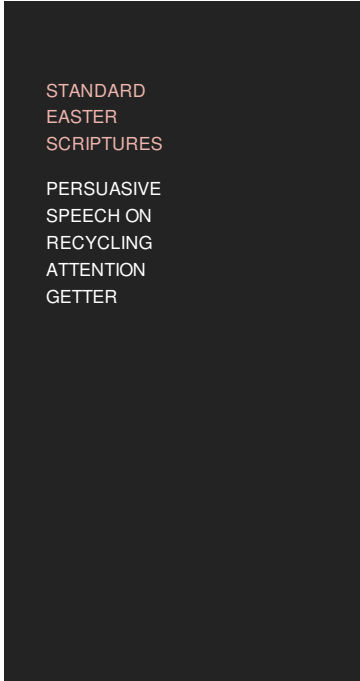 STANDARD
EASTER
SCRIPTURES
PERSUASIVE
SPEECH ON
RECYCLING
ATTENTION
GETTER